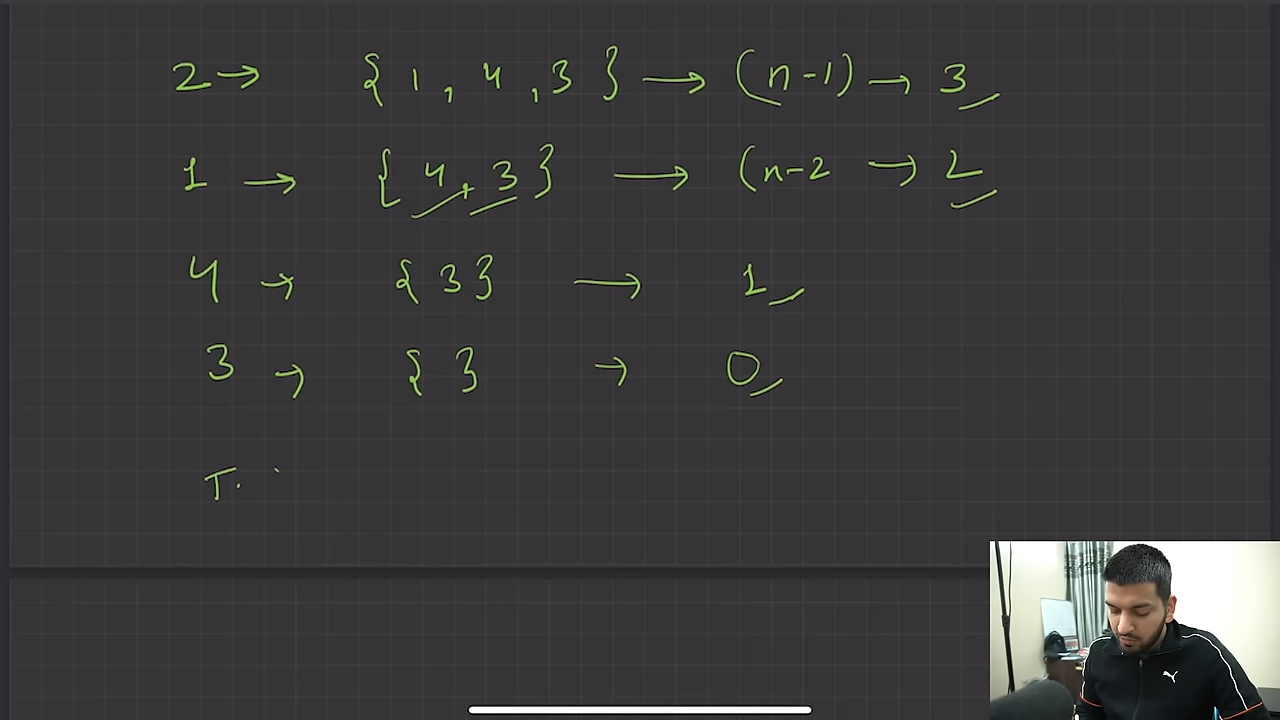 2 → { 1 , 4 , 3 } → (n-1) → 3
1 → { 4 , 3 } → (n-2 → 2
4 → { 3 } → 1
3 → { } → 0
T.